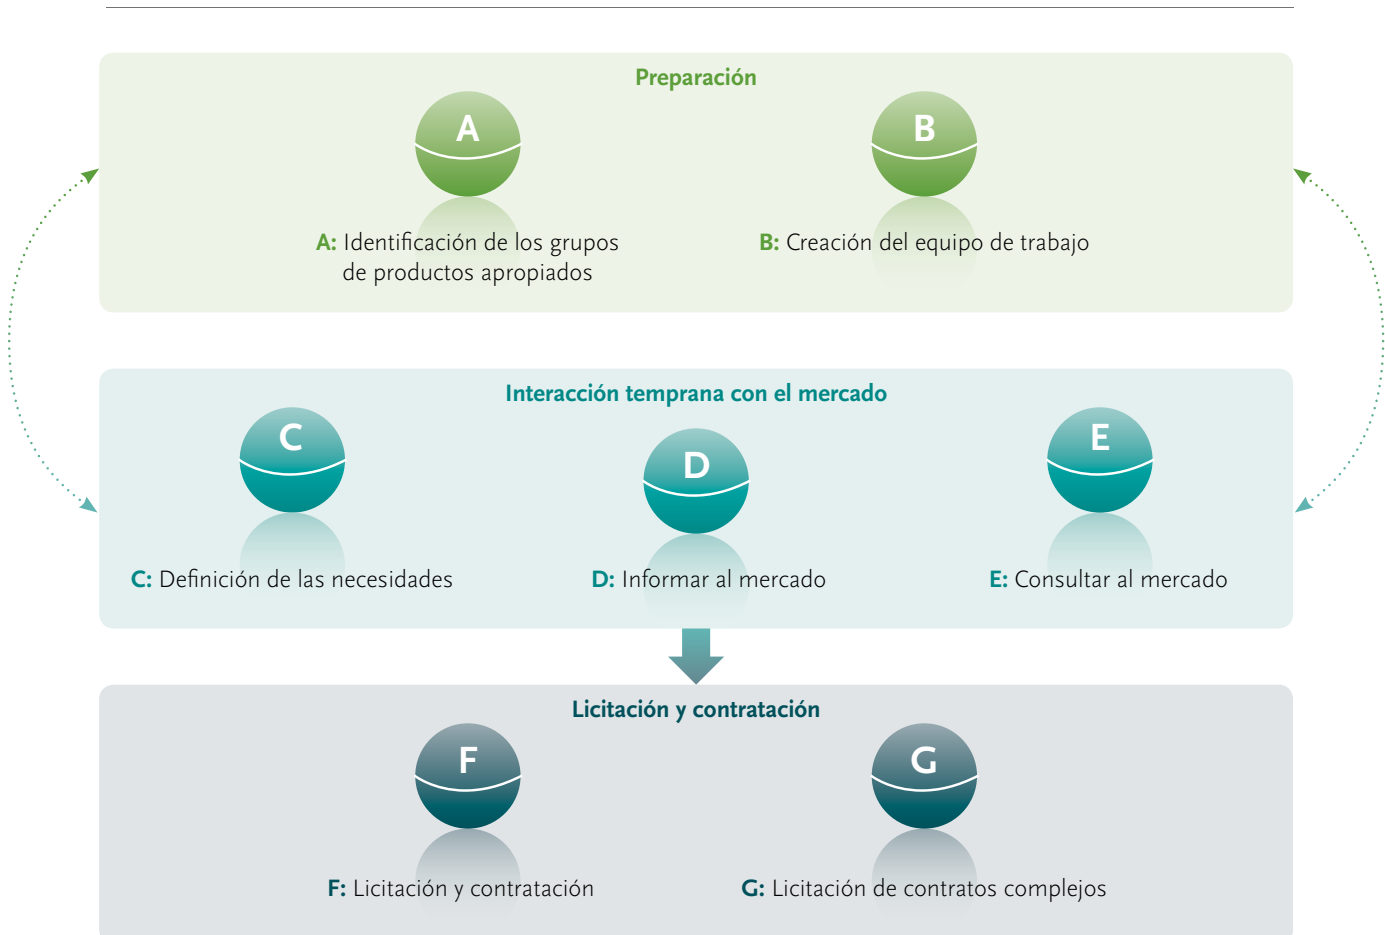 Preparación
A
B
A: Identificación de los grupos
de productos apropiados
B: Creación del equipo de trabajo
Interacción temprana con el mercado
C
D
E
C: Definición de las necesidades
D: Informar al mercado
E: Consultar al mercado
Licitación y contratación
F
G
F: Licitación y contratación
G: Licitación de contratos complejos